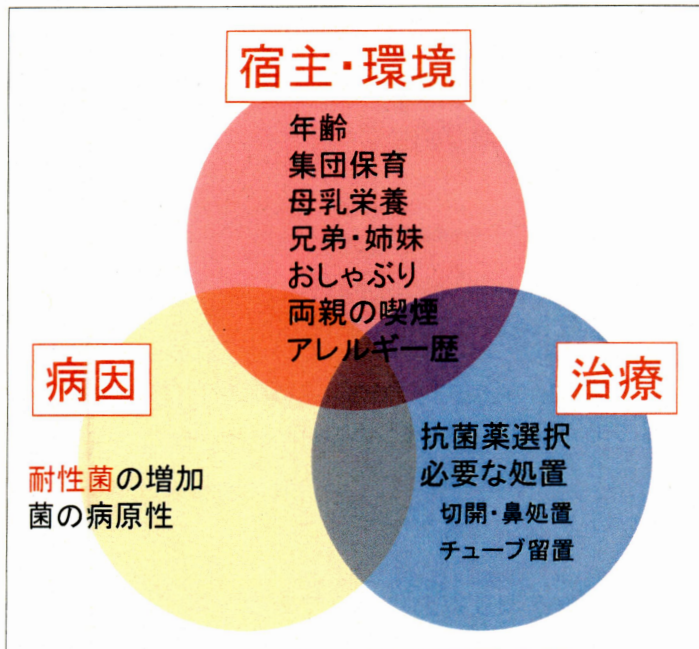 宿主・環境
年齢
集団保育
母乳栄養
兄弟・姉妹
おしゃぶり
両親の喫煙
アレルギー歴
病因
耐性菌の増加
菌の病原性
治療
抗菌薬選択
必要な処置
切開・鼻処置
チューブ留置